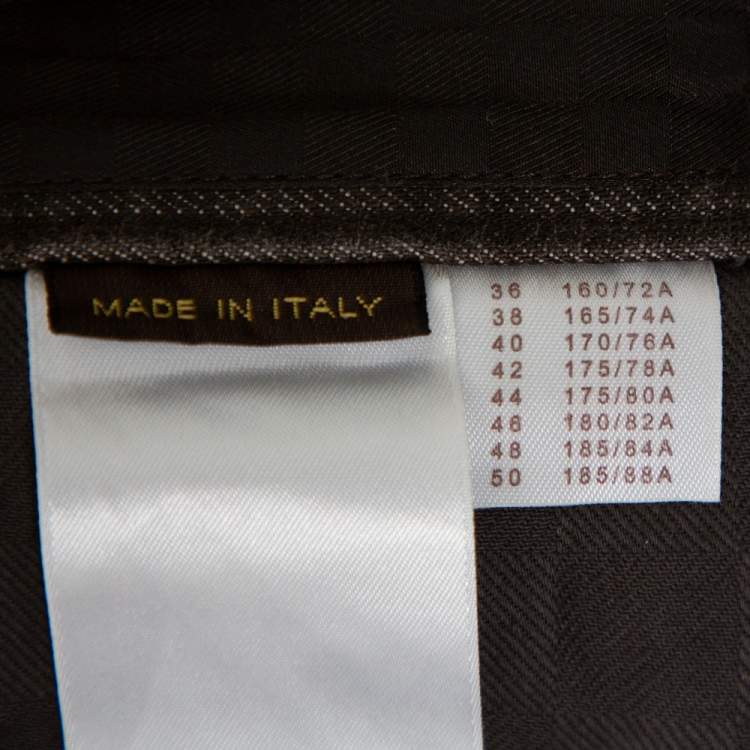 MADE IN ITALY
36 160/72A
38 165/74A
40 170/76A
42 175/78A
44 175/80A
46 180/82A
48 185/84A
50 185/88A